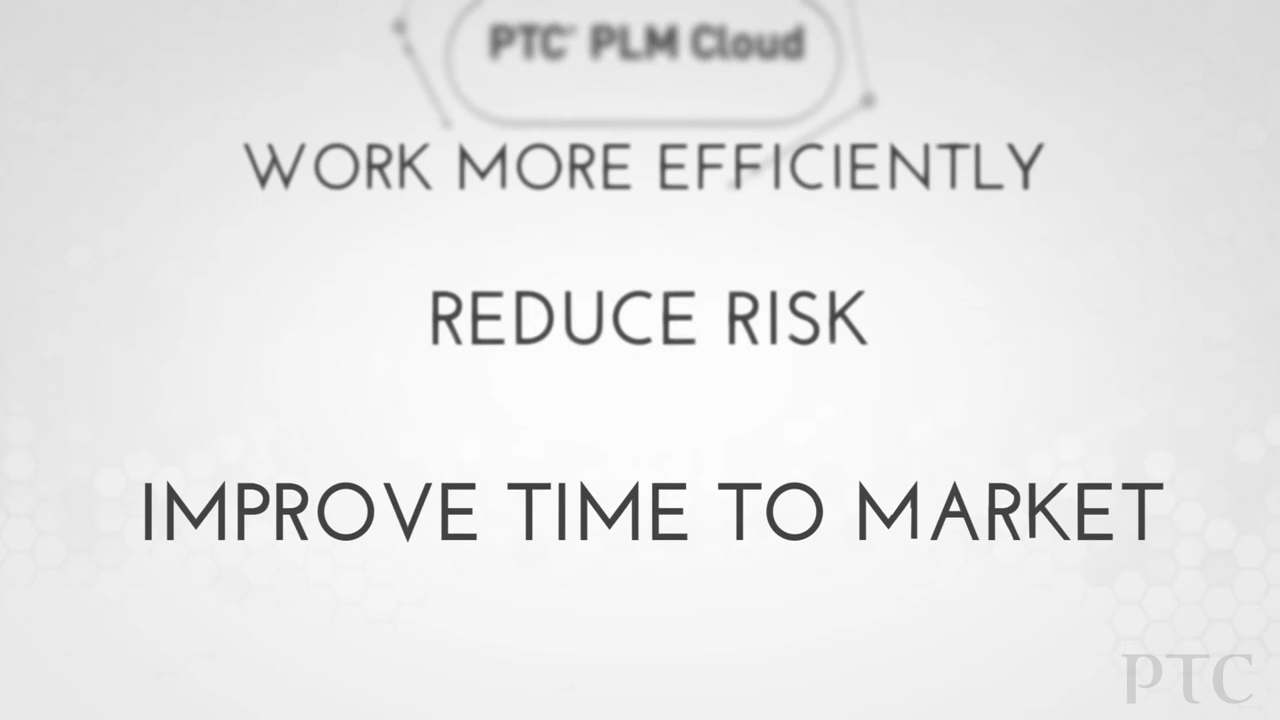 PTC® PLM Cloud
WORK MORE EFFICIENTLY
REDUCE RISK
IMPROVE TIME TO MARKET
PTC